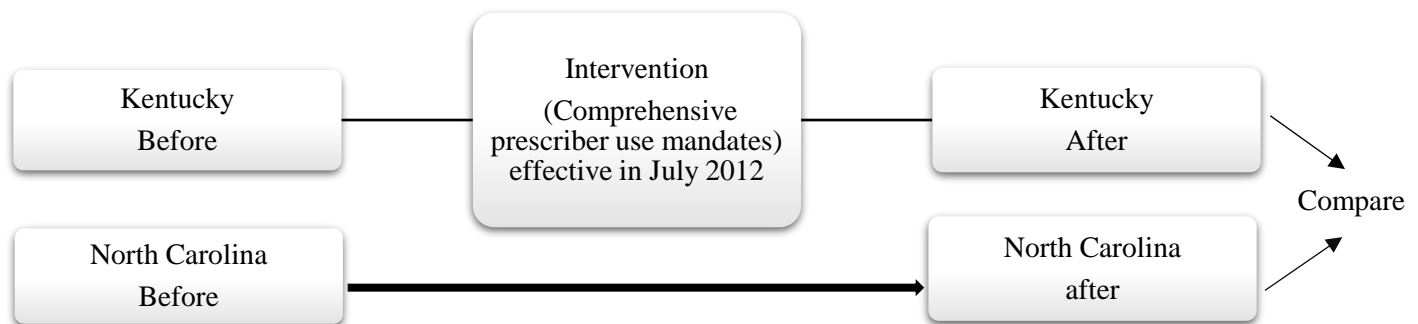 Kentucky
Before
Intervention
(Comprehensive
prescriber use mandates)
effective in July 2012
Kentucky
After
Compare
North Carolina
Before
North Carolina
after